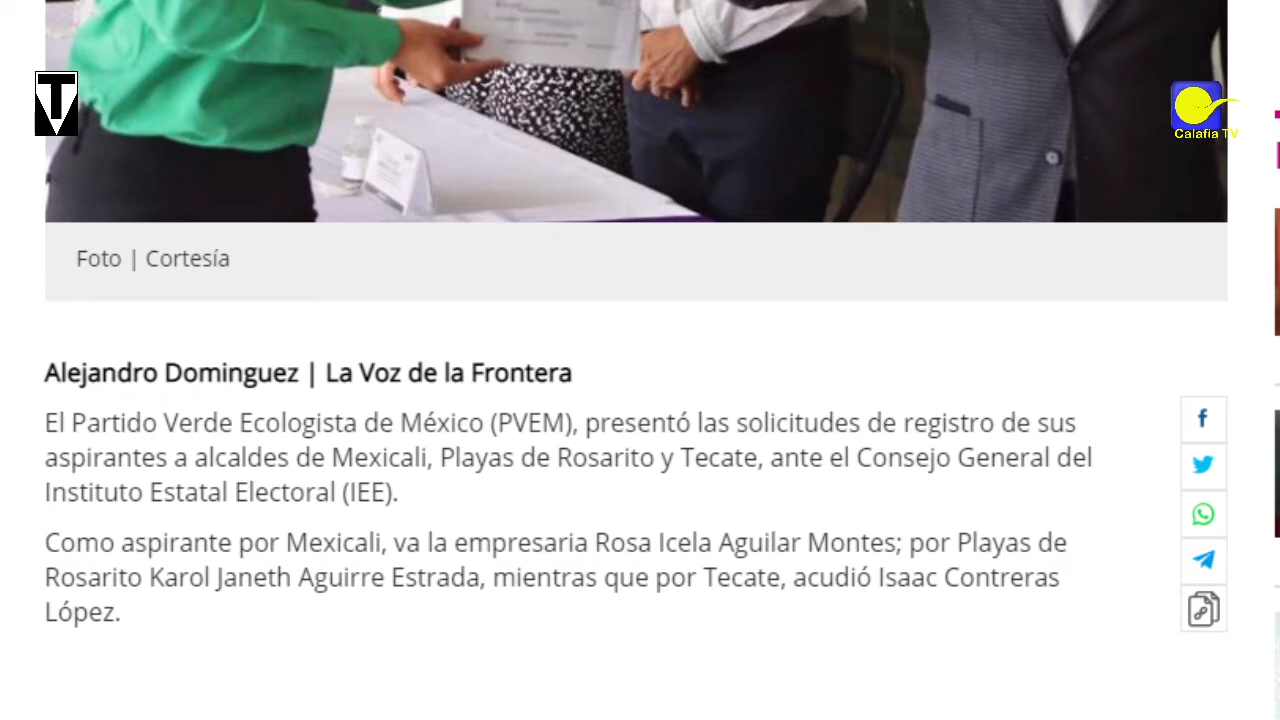 T
Calafia TV
Foto | Cortesía
Alejandro Dominguez | La Voz de la Frontera
El Partido Verde Ecologista de México (PVEM), presentó las solicitudes de registro de sus
aspirantes a alcaldes de Mexicali, Playas de Rosarito y Tecate, ante el Consejo General del
Instituto Estatal Electoral (IEE).
Como aspirante por Mexicali, va la empresaria Rosa Icela Aguilar Montes; por Playas de
Rosarito Karol Janeth Aguirre Estrada, mientras que por Tecate, acudió Isaac Contreras
López.